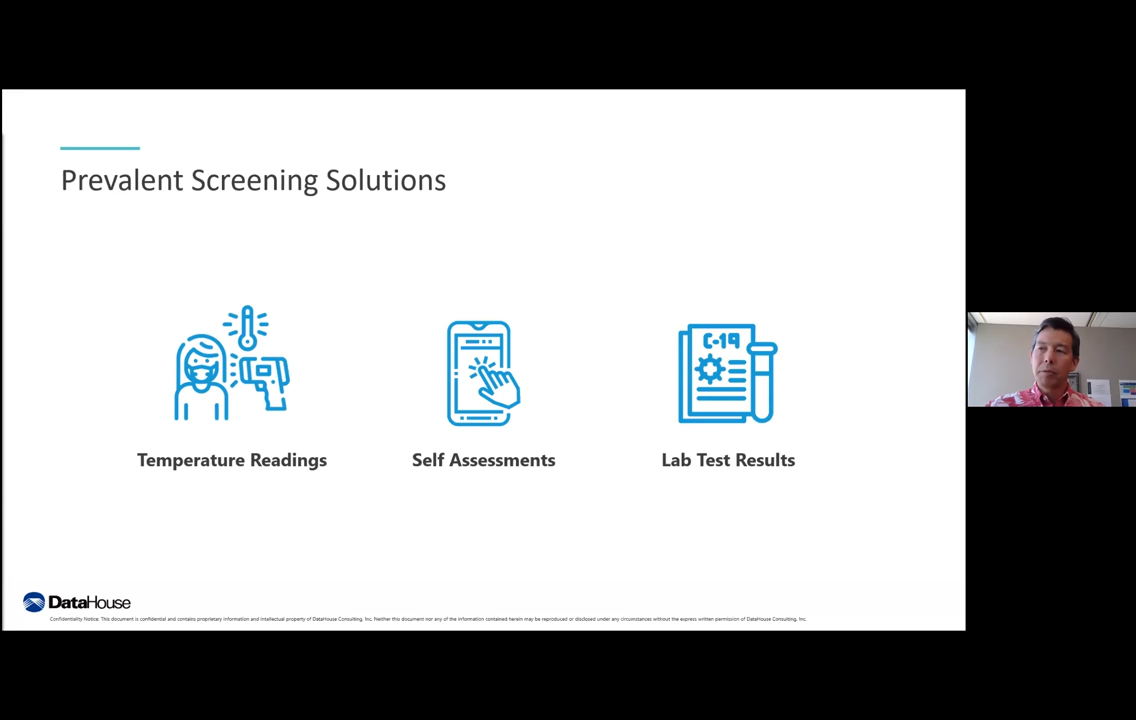 Prevalent Screening Solutions
C-19
Temperature Readings
Self Assessments
Lab Test Results
DataHouse
Confidentiality Notice: This document is confidential and contains proprietary information and intellectual property of DataHouse Consulting, Inc. Neither this document nor any of the information contained herein may be reproduced or disclosed under any circumstances without the express written permission of DataHouse Consulting, Inc.